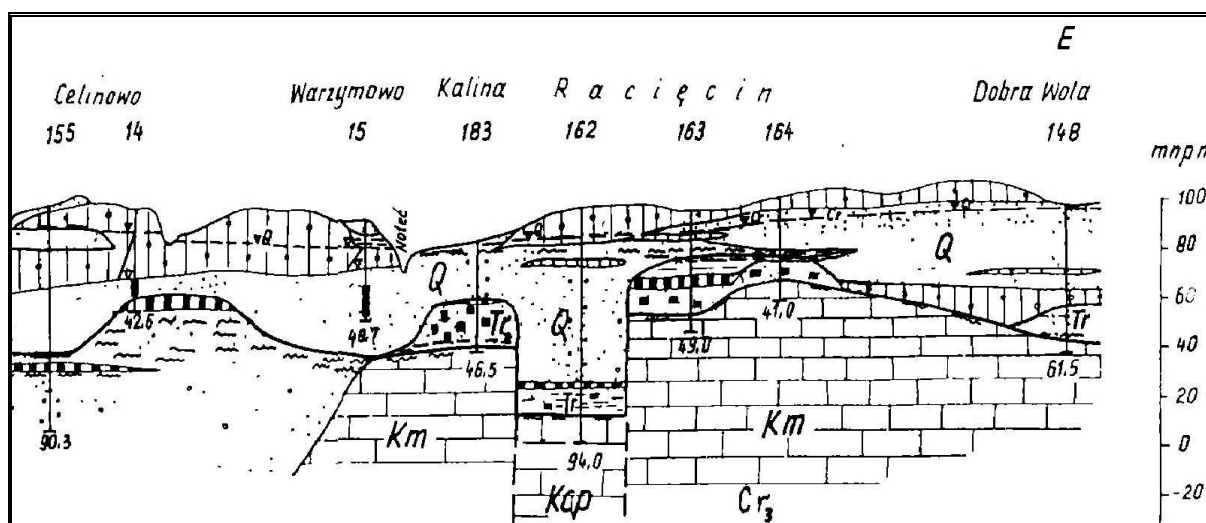 E
Celinowo Warzymowo Kalina R a c i ę c i n Dobra Wola
155 14 15 183 162 163 164 148
m n p m
100
Noteć
Q Q Q Cr
80
Q Q Q
60
42.6 48.7 Tr 47.0 Tr
49.0
40
46.5 61.5
20
Tr
90.3 Km 94.0 Km
0
Kap Cr₃
-20